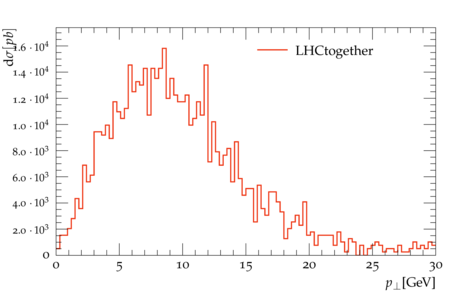 dσ[pb]
1.6 · 10⁴
1.4 · 10⁴
1.2 · 10⁴
1.0 · 10⁴
8.0 · 10³
6.0 · 10³
4.0 · 10³
2.0 · 10³
0
LHCtogether
0 5 10 15 20 25 30
p⊥[GeV]